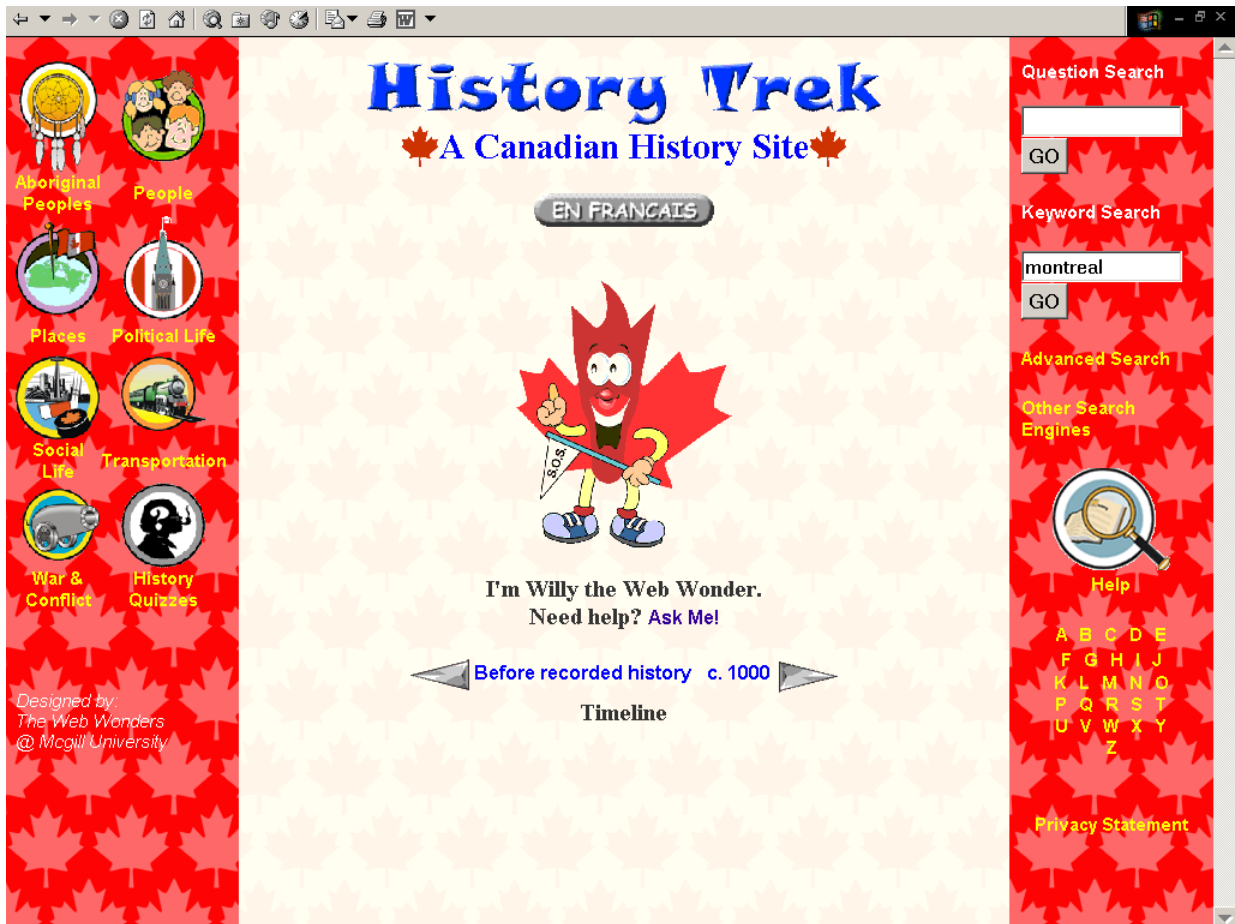 History Trek
A Canadian History Site
EN FRANCAIS
Aboriginal
Peoples
People
Places
Political Life
Social
Life
Transportation
War &
Conflict
History
Quizzes
Designed by:
The Web Wonders
@ Mcgill University
S.O.S.
I'm Willy the Web Wonder.
Need help? Ask Me!
Before recorded history c. 1000
Timeline
Question Search
GO
Keyword Search
montreal
GO
Advanced Search
Other Search
Engines
Help
A B C D E
F G H I J
K L M N O
P Q R S T
U V W X Y
Z
Privacy Statement